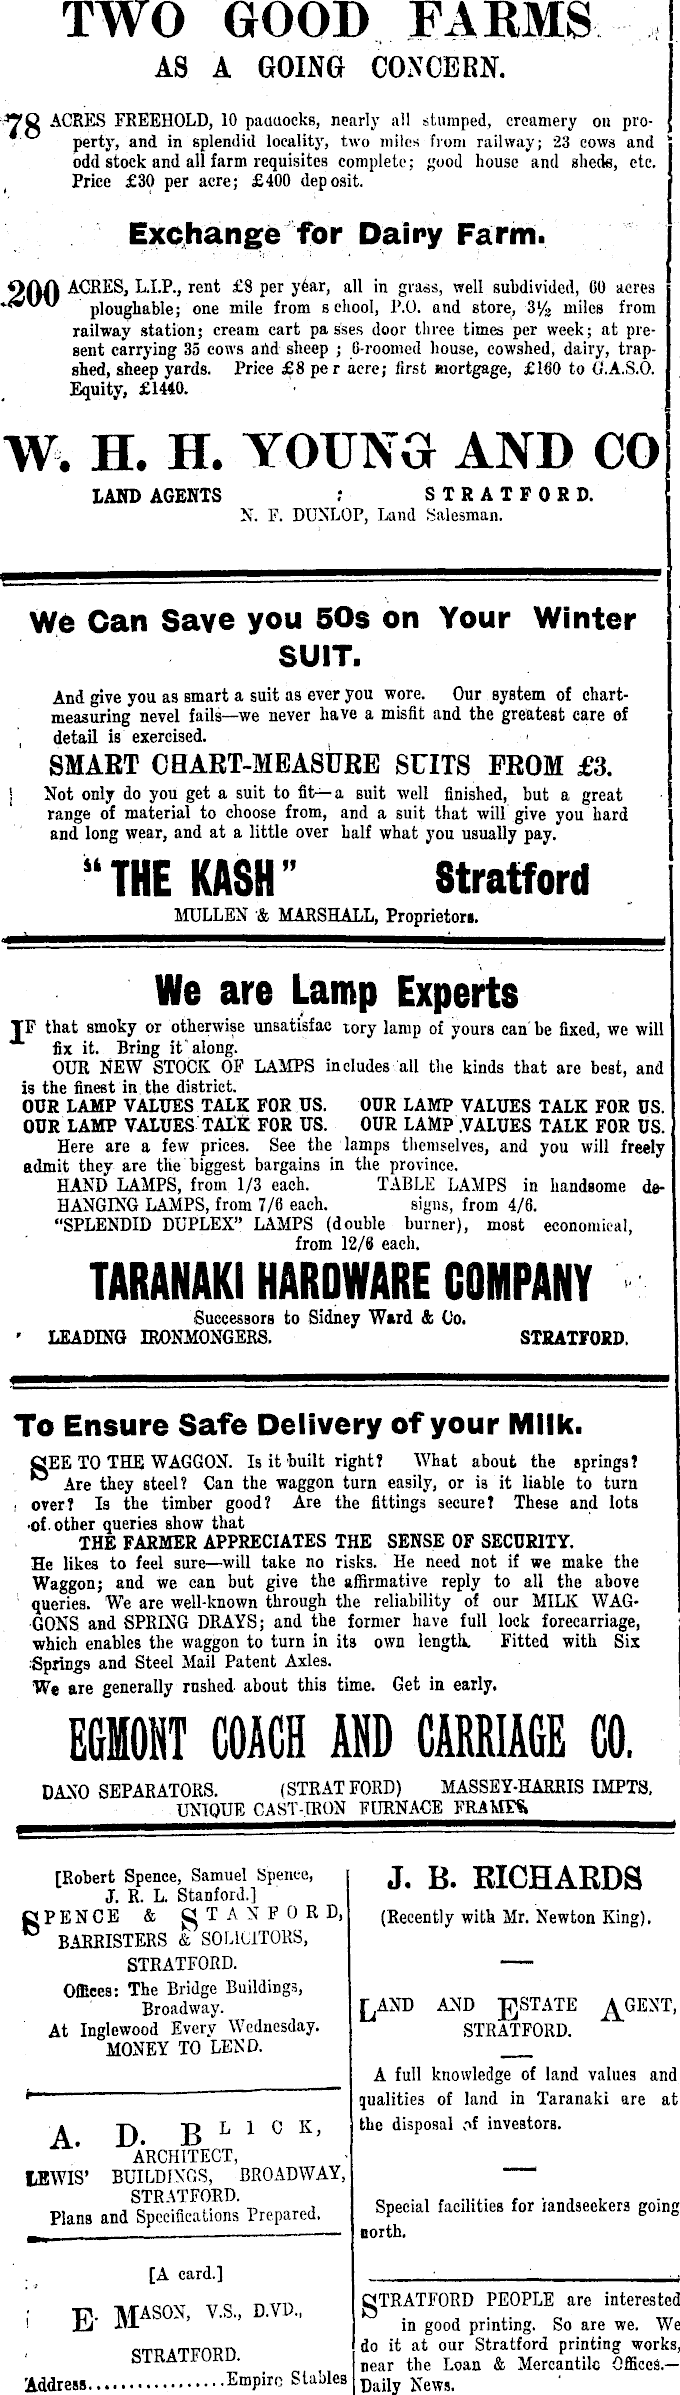 TWO GOOD FARMS
AS A GOING CONCERN.
78 ACRES FREEHOLD, 10 paddocks, nearly all stumped, creamery on pro-
perty, and in splendid locality, two miles from railway; 23 cows and
odd stock and all farm requisites complete; good house and sheds, etc.
Price £30 per acre; £400 deposit.
Exchange for Dairy Farm.
200 ACRES, L.I.P., rent £8 per year, all in grass, well subdivided, 60 acres
ploughable; one mile from school, P.O. and store, 3½ miles from
railway station; cream cart passes door three times per week; at pre-
sent carrying 35 cows and sheep; 6-roomed house, cowshed, dairy, trap-
shed, sheep yards. Price £8 per acre; first mortgage, £160 to G.A.S.O.
Equity, £1440.
W. H. H. YOUNG AND CO
LAND AGENTS : STRATFORD.
N. F. DUNLOP, Land Salesman.
We Can Save you 50s on Your Winter
SUIT.
And give you as smart a suit as ever you wore. Our system of chart-
measuring nevel fails—we never have a misfit and the greatest care of
detail is exercised.
SMART CHART-MEASURE SUITS FROM £3.
Not only do you get a suit to fit—a suit well finished, but a great
range of material to choose from, and a suit that will give you hard
and long wear, and at a little over half what you usually pay.
"THE KASH" Stratford
MULLEN & MARSHALL, Proprietors.
We are Lamp Experts
IF that smoky or otherwise unsatisfactory lamp of yours can be fixed, we will
fix it. Bring it along.
OUR NEW STOCK OF LAMPS includes all the kinds that are best, and
is the finest in the district.
OUR LAMP VALUES TALK FOR US. OUR LAMP VALUES TALK FOR US.
OUR LAMP VALUES TALK FOR US. OUR LAMP VALUES TALK FOR US.
Here are a few prices. See the lamps themselves, and you will freely
admit they are the biggest bargains in the province.
HAND LAMPS, from 1/3 each. TABLE LAMPS in handsome de-
HANGING LAMPS, from 7/6 each. signs, from 4/6.
"SPLENDID DUPLEX" LAMPS (double burner), most economical,
from 12/6 each.
TARANAKI HARDWARE COMPANY
Successors to Sidney Ward & Co.
LEADING IRONMONGERS. STRATFORD.
To Ensure Safe Delivery of your Milk.
SEE TO THE WAGGON. Is it built right? What about the springs?
Are they steel? Can the waggon turn easily, or is it liable to turn
over? Is the timber good? Are the fittings secure? These and lots
of other queries show that
THE FARMER APPRECIATES THE SENSE OF SECURITY.
He likes to feel sure—will take no risks. He need not if we make the
Waggon; and we can but give the affirmative reply to all the above
queries. We are well-known through the reliability of our MILK WAG-
GONS and SPRING DRAYS; and the former have full lock forecarriage,
which enables the waggon to turn in its own length. Fitted with Six
Springs and Steel Mail Patent Axles.
We are generally rushed about this time. Get in early.
EGMONT COACH AND CARRIAGE CO.
DANO SEPARATORS. (STRATFORD) MASSEY-HARRIS IMPTS.
UNIQUE CAST-IRON FURNACE FRAMES
[Robert Spence, Samuel Spence,
J. R. L. Stanford.]
SPENCE & STANFORD,
BARRISTERS & SOLICITORS,
STRATFORD.
Offices: The Bridge Buildings,
Broadway.
At Inglewood Every Wednesday.
MONEY TO LEND.
A. D. BLICK,
ARCHITECT,
LEWIS' BUILDINGS, BROADWAY,
STRATFORD.
Plans and Specifications Prepared.
[A card.]
E. MASON, V.S., D.VD.,
STRATFORD.
Address................Empire Stables
J. B. RICHARDS
(Recently with Mr. Newton King).
LAND AND ESTATE AGENT,
STRATFORD.
A full knowledge of land values and
qualities of land in Taranaki are at
the disposal of investors.
Special facilities for landseekers going
north.
STRATFORD PEOPLE are interested
in good printing. So are we. We
do it at our Stratford printing works,
near the Loan & Mercantile Offices.—
Daily News.